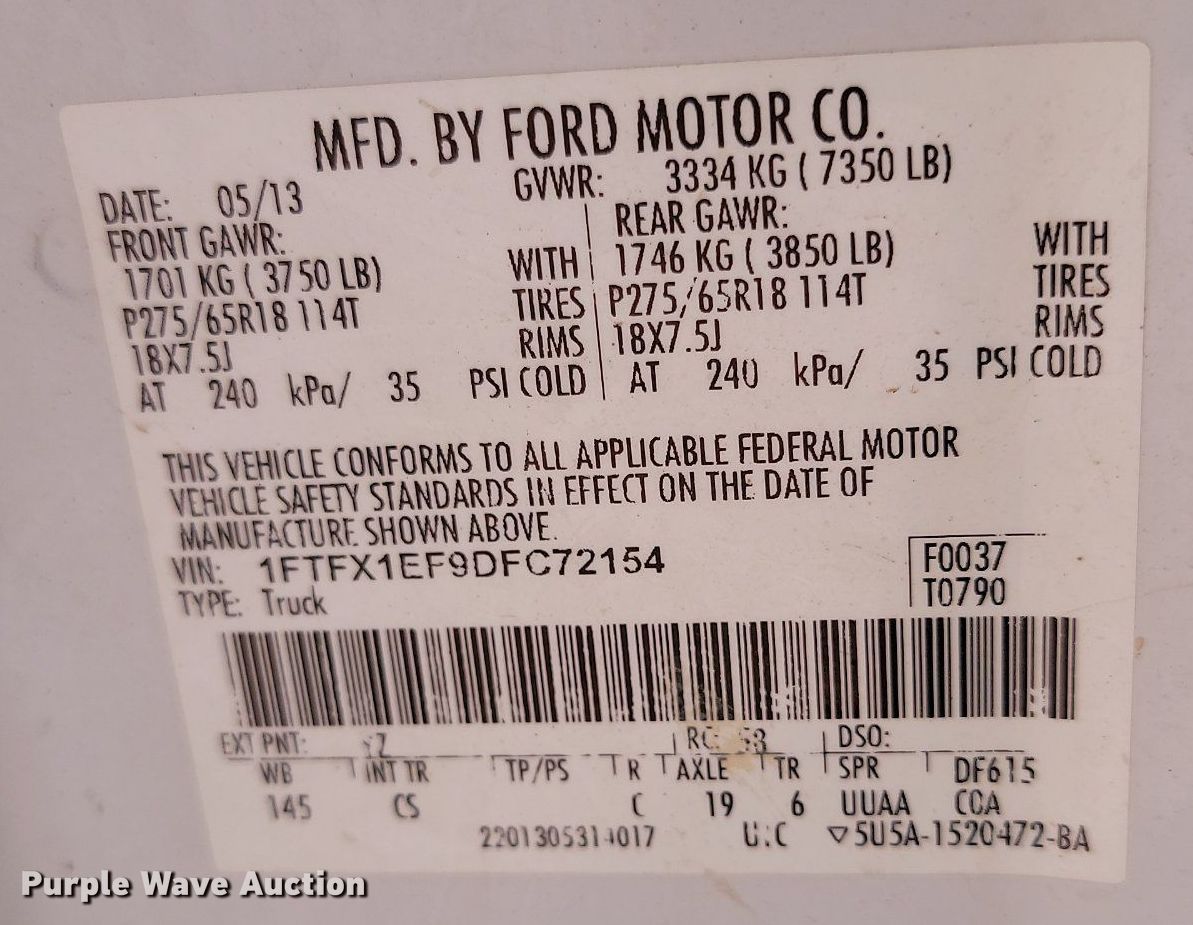 MFD. BY FORD MOTOR CO.
DATE: 05/13 GVWR: 3334 KG ( 7350 LB)
FRONT GAWR: REAR GAWR:
1701 KG ( 3750 LB) WITH 1746 KG ( 3850 LB) WITH
P275/65R18 114T TIRES P275/65R18 114T TIRES
18X7.5J RIMS 18X7.5J RIMS
AT 240 kPa/ 35 PSI COLD AT 240 kPa/ 35 PSI COLD
THIS VEHICLE CONFORMS TO ALL APPLICABLE FEDERAL MOTOR
VEHICLE SAFETY STANDARDS IN EFFECT ON THE DATE OF
MANUFACTURE SHOWN ABOVE.
VIN: 1FTFX1EF9DFC72154 F0037
TYPE: Truck T0790
EXT PNT: YZ RC: 58 DSO:
WB INT TR TP/PS R AXLE TR SPR DF615
145 CS C 19 6 UUAA CCA
UTC ▽5U5A-1520472-BA
Purple Wave Auction